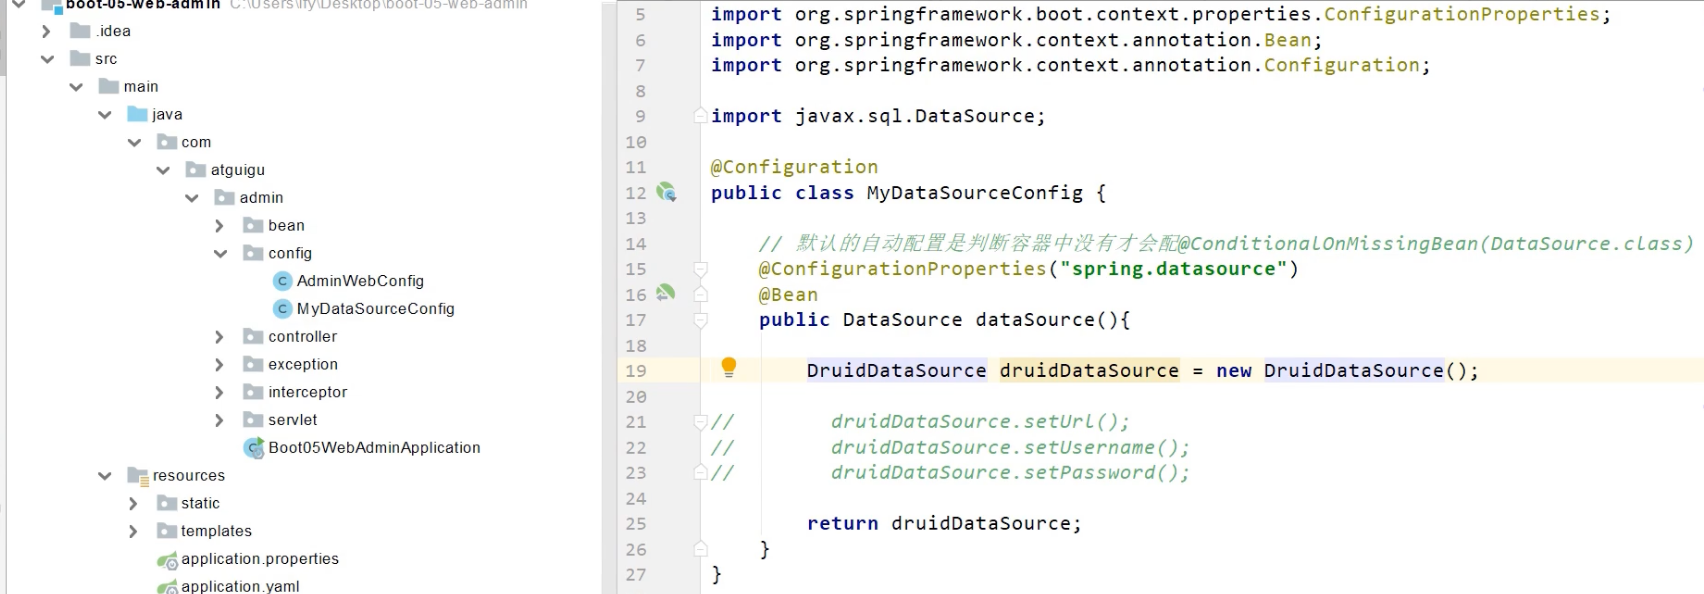 boot-05-web-admin C:\Users\lfy\Desktop\boot-05-web-admin
.idea
src
main
java
com
atguigu
admin
bean
config
AdminWebConfig
MyDataSourceConfig
controller
exception
interceptor
servlet
Boot05WebAdminApplication
resources
static
templates
application.properties
application.yaml
5 import org.springframework.boot.context.properties.ConfigurationProperties;
6 import org.springframework.context.annotation.Bean;
7 import org.springframework.context.annotation.Configuration;
8
9 import javax.sql.DataSource;
10
11 @Configuration
12 public class MyDataSourceConfig {
13
14 // 默认的自动配置是判断容器中没有才会配@ConditionalOnMissingBean(DataSource.class)
15 @ConfigurationProperties("spring.datasource")
16 @Bean
17 public DataSource dataSource(){
18
19 DruidDataSource druidDataSource = new DruidDataSource();
20
21 // druidDataSource.setUrl();
22 // druidDataSource.setUsername();
23 // druidDataSource.setPassword();
24
25 return druidDataSource;
26 }
27 }